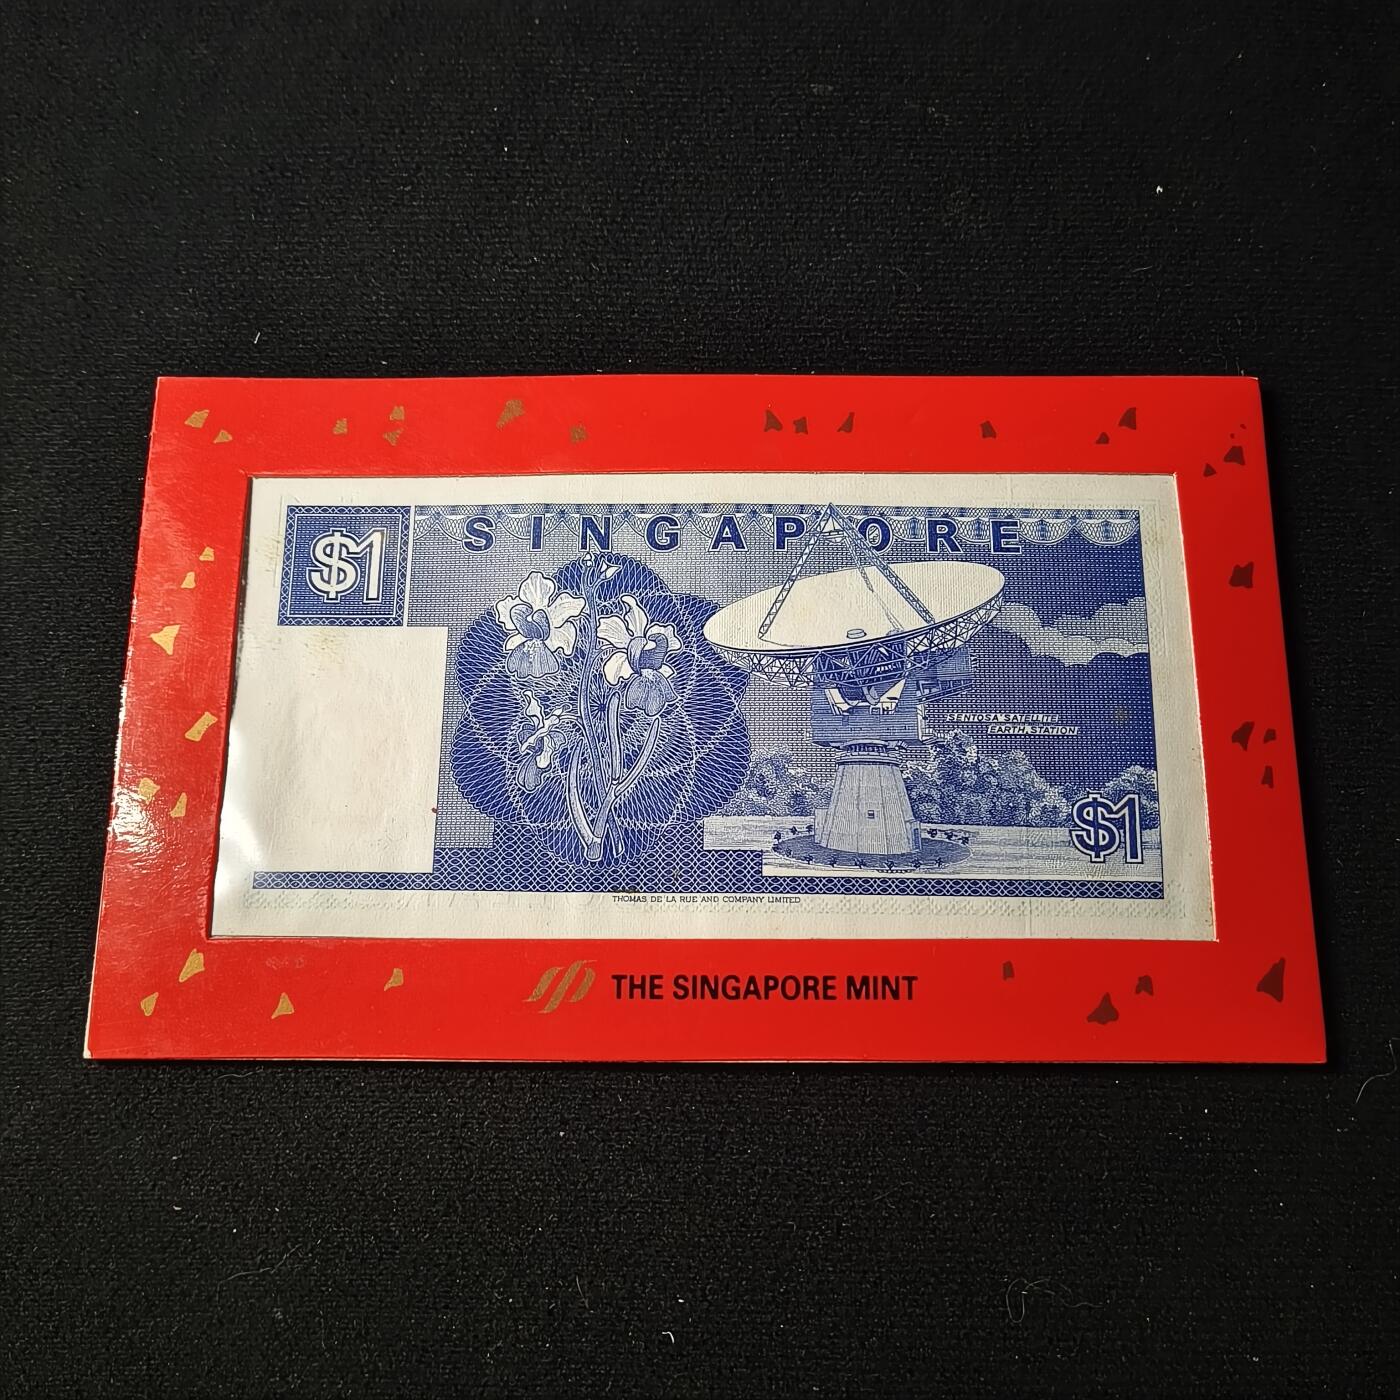 $1
SINGAPORE
SENTOSA SATELLITE
EARTH STATION
$1
THOMAS DE LA RUE AND COMPANY LIMITED
THE SINGAPORE MINT